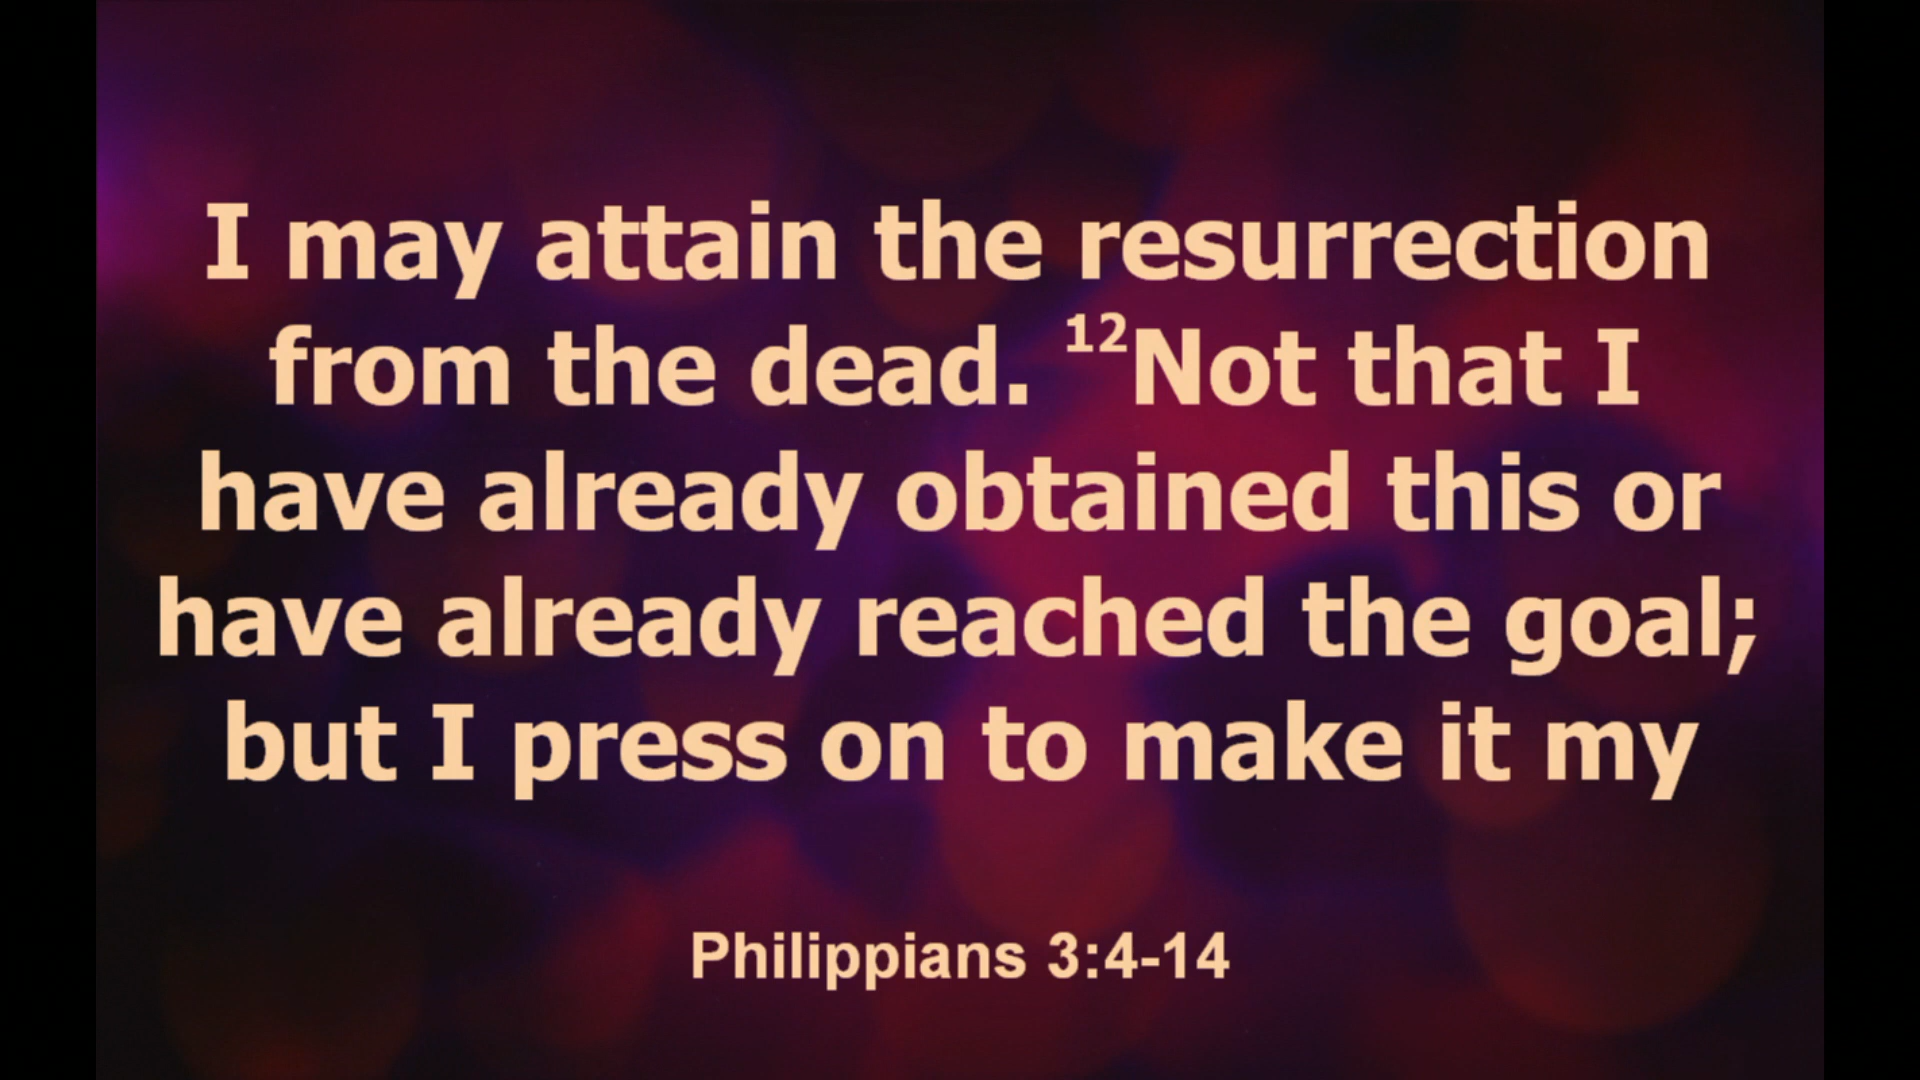 I may attain the resurrection
from the dead. ¹²Not that I
have already obtained this or
have already reached the goal;
but I press on to make it my
Philippians 3:4-14